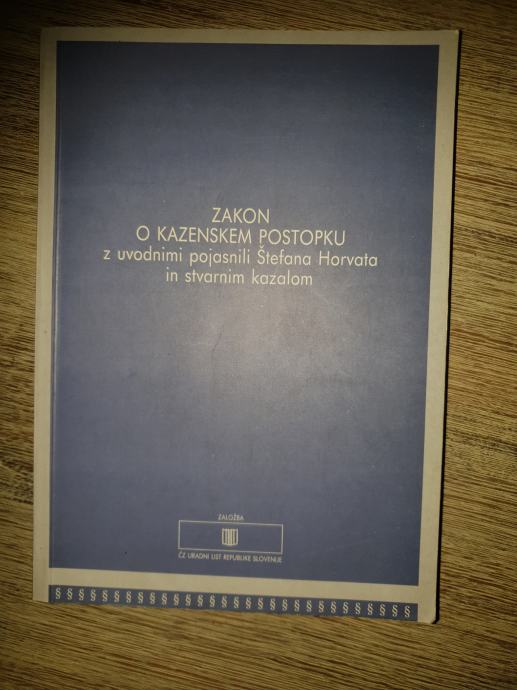 ZAKON
O KAZENSKEM POSTOPKU
z uvodnimi pojasnili Štefana Horvata
in stvarnim kazalom
ZALOŽBA
ČZ URADNI LIST REPUBLIKE SLOVENIJE
§ § § § § § § § § § § § § § § § § § § § § § § § § § § §